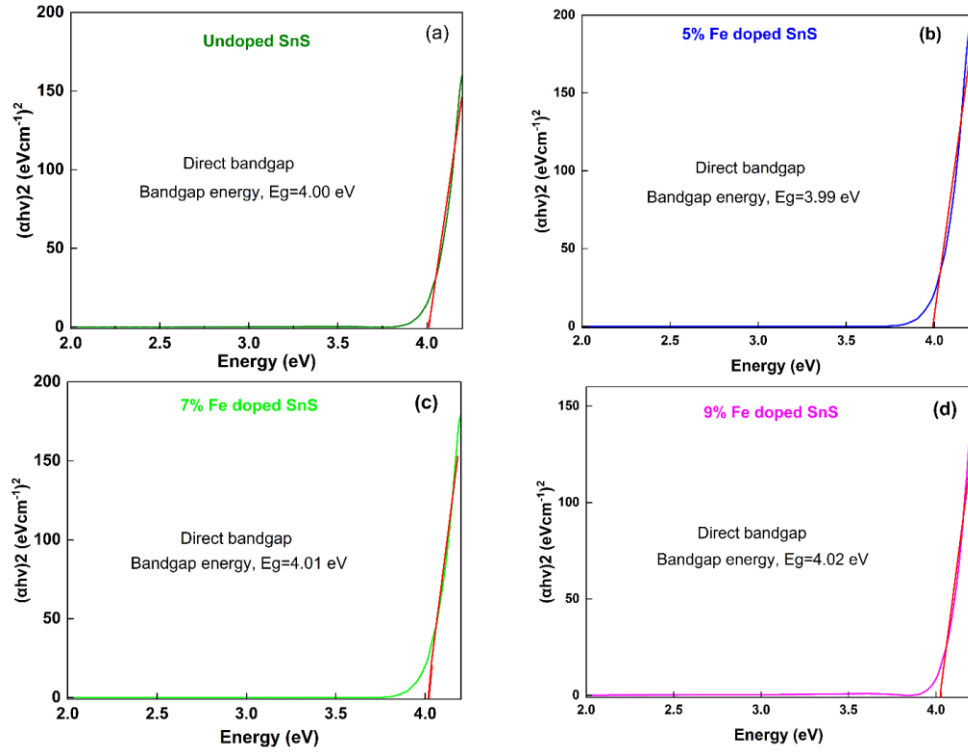 (αhv)2 (eVcm⁻¹)²
200
150
100
50
0
Undoped SnS
(a)
Direct bandgap
Bandgap energy, Eg=4.00 eV
2.0 2.5 3.0 3.5 4.0
Energy (eV)
(αhv)2 (eVcm⁻¹)²
200
150
100
50
0
5% Fe doped SnS
(b)
Direct bandgap
Bandgap energy, Eg=3.99 eV
2.0 2.5 3.0 3.5 4.0
Energy (eV)
(αhv)2 (eVcm⁻¹)²
200
150
100
50
0
7% Fe doped SnS
(c)
Direct bandgap
Bandgap energy, Eg=4.01 eV
2.0 2.5 3.0 3.5 4.0
Energy (eV)
(αhv)2 (eVcm⁻¹)²
150
100
50
0
9% Fe doped SnS
(d)
Direct bandgap
Bandgap energy, Eg=4.02 eV
2.0 2.5 3.0 3.5 4.0
Energy (eV)